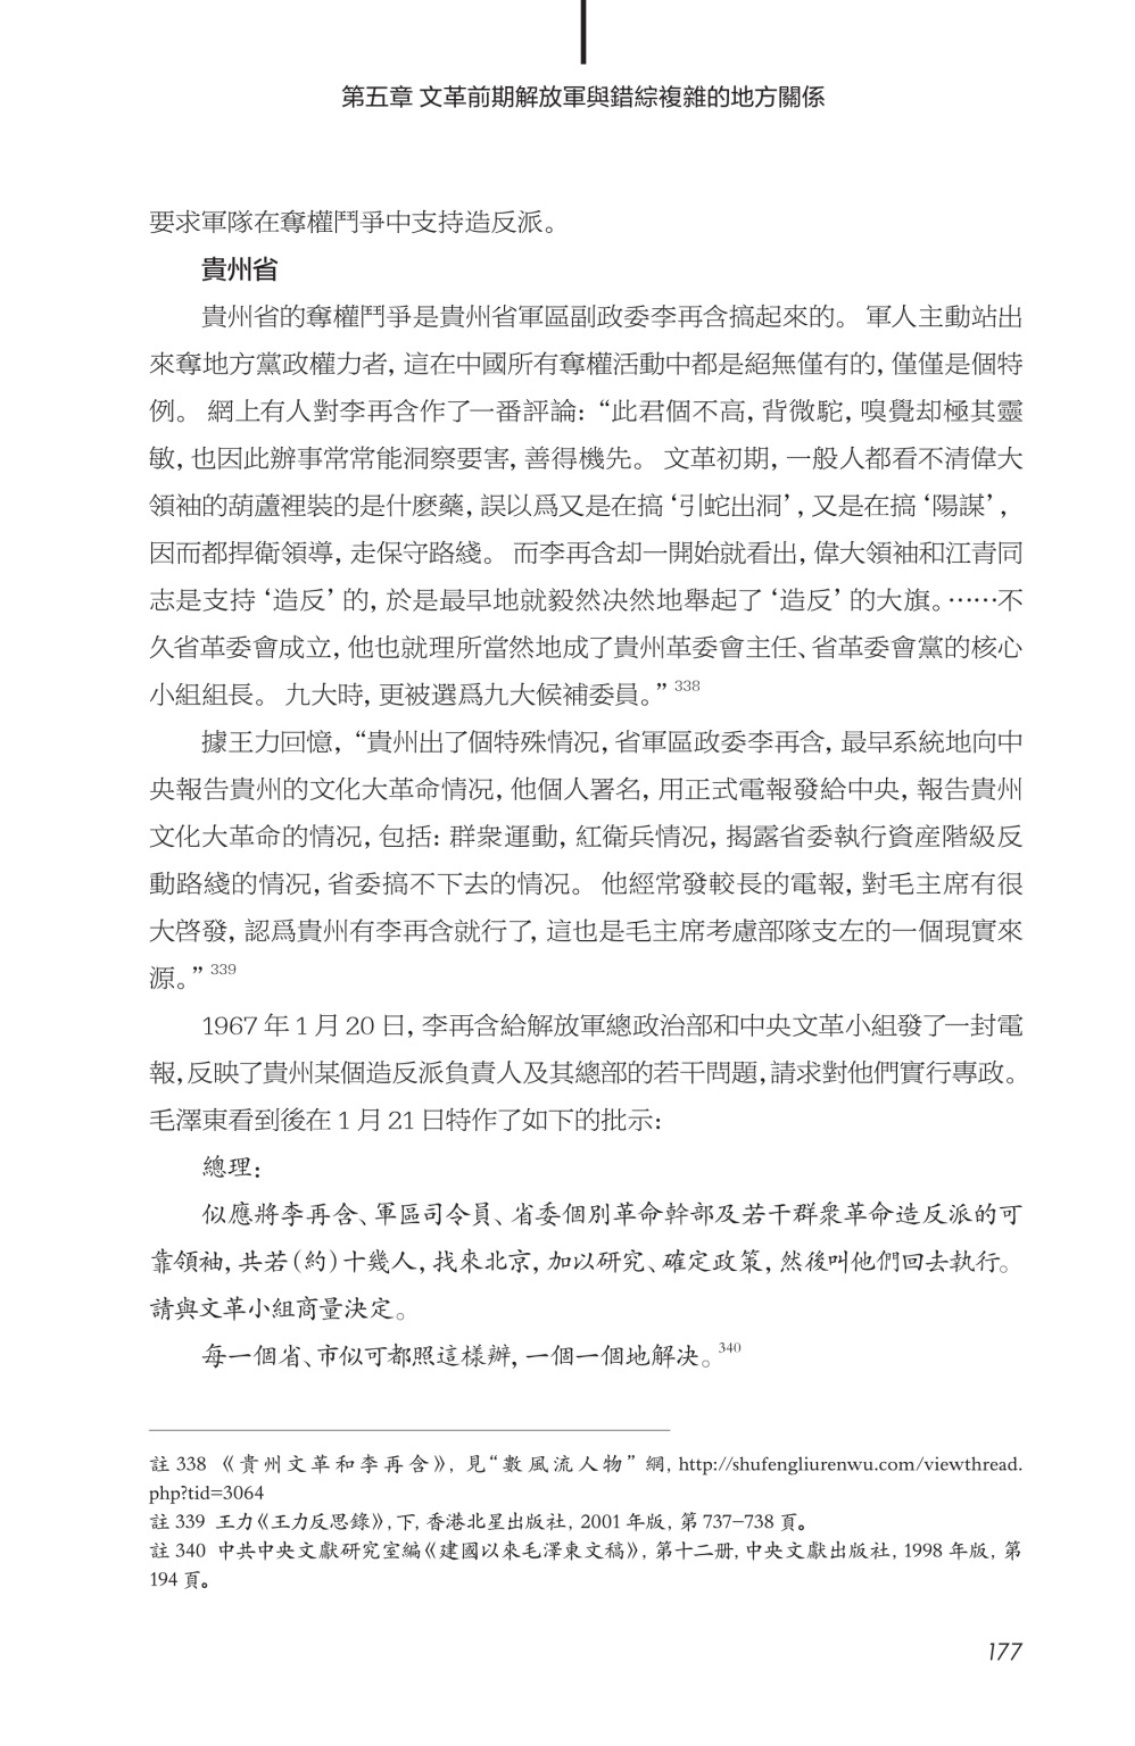 第五章 文革前期解放軍與錯綜複雜的地方關係
要求軍隊在奪權鬥爭中支持造反派。
貴州省
貴州省的奪權鬥爭是貴州省軍區副政委李再含搞起來的。 軍人主動站出
來奪地方黨政權力者, 這在中國所有奪權活動中都是絕無僅有的, 僅僅是個特
例。 網上有人對李再含作了一番評論: “此君個不高, 背微駝, 嗅覺却極其靈
敏, 也因此辦事常常能洞察要害, 善得機先。 文革初期, 一般人都看不清偉大
領袖的葫蘆裡裝的是什麽藥, 誤以爲又是在搞 ‘引蛇出洞’, 又是在搞 ‘陽謀’,
因而都捍衛領導, 走保守路綫。 而李再含却一開始就看出, 偉大領袖和江青同
志是支持 ‘造反’ 的, 於是最早地就毅然决然地舉起了 ‘造反’ 的大旗。……不
久省革委會成立, 他也就理所當然地成了貴州革委會主任、省革委會黨的核心
小組組長。 九大時, 更被選爲九大候補委員。” 338
據王力回憶, “貴州出了個特殊情况, 省軍區政委李再含, 最早系統地向中
央報告貴州的文化大革命情况, 他個人署名, 用正式電報發給中央, 報告貴州
文化大革命的情况, 包括: 群衆運動, 紅衛兵情况, 揭露省委執行資産階級反
動路綫的情况, 省委搞不下去的情况。 他經常發較長的電報, 對毛主席有很
大啓發, 認爲貴州有李再含就行了, 這也是毛主席考慮部隊支左的一個現實來
源。” 339
1967 年 1 月 20 日, 李再含給解放軍總政治部和中央文革小組發了一封電
報, 反映了貴州某個造反派負責人及其總部的若干問題, 請求對他們實行專政。
毛澤東看到後在 1 月 21 日特作了如下的批示:
總理:
似應將李再含、軍區司令員、省委個別革命幹部及若干群衆革命造反派的可
靠領袖, 共若 (約) 十幾人, 找來北京, 加以研究、確定政策, 然後叫他們回去執行。
請與文革小組商量決定。
每一個省、市似可都照這樣辦, 一個一個地解決。 340
註 338 《貴州文革和李再含》, 見“數風流人物” 網, http://shufengliurenwu.com/viewthread.
php?tid=3064
註 339 王力《王力反思錄》, 下, 香港北星出版社, 2001 年版, 第 737–738 頁。
註 340 中共中央文獻研究室編《建國以來毛澤東文稿》, 第十二册, 中央文獻出版社, 1998 年版, 第
194 頁。
177